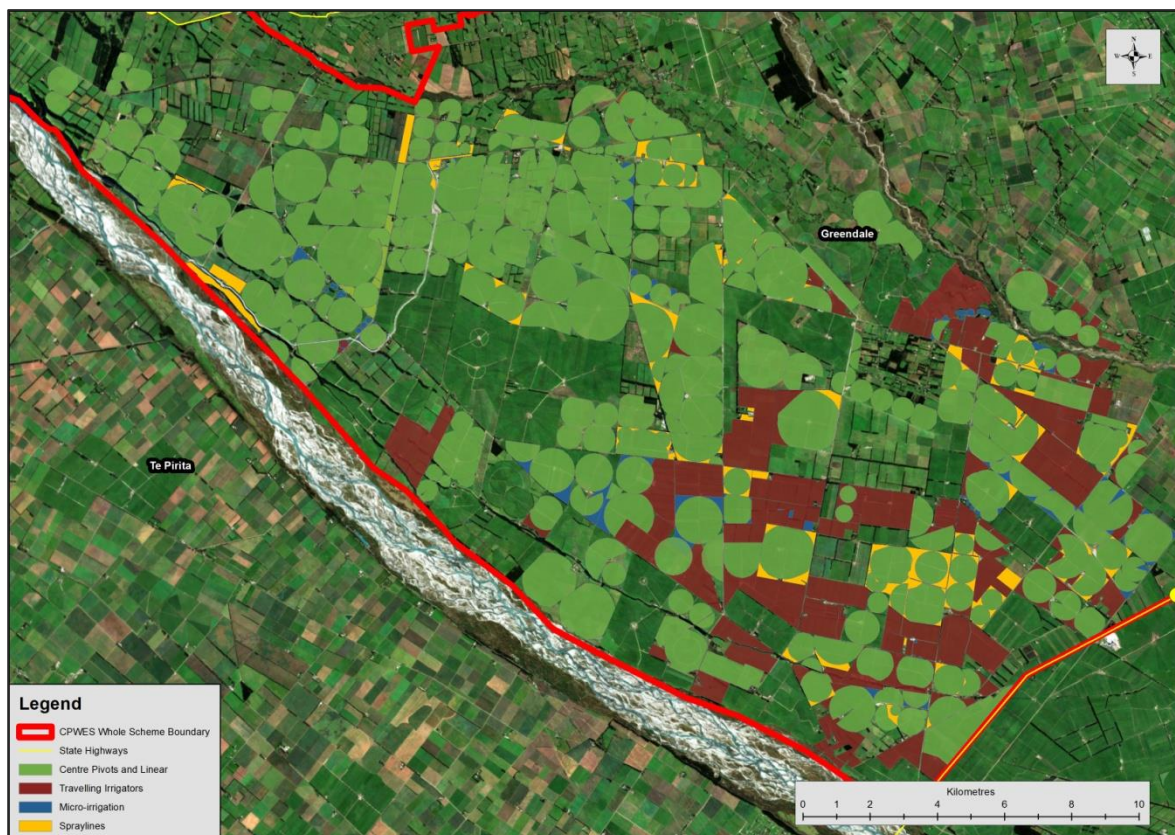 N
W E
S
Greendale
Te Pirita
Legend
CPWES Whole Scheme Boundary
State Highways
Centre Pivots and Linear
Travelling Irrigators
Micro-irrigation
Spraylines
Kilometres
0 1 2 4 6 8 10